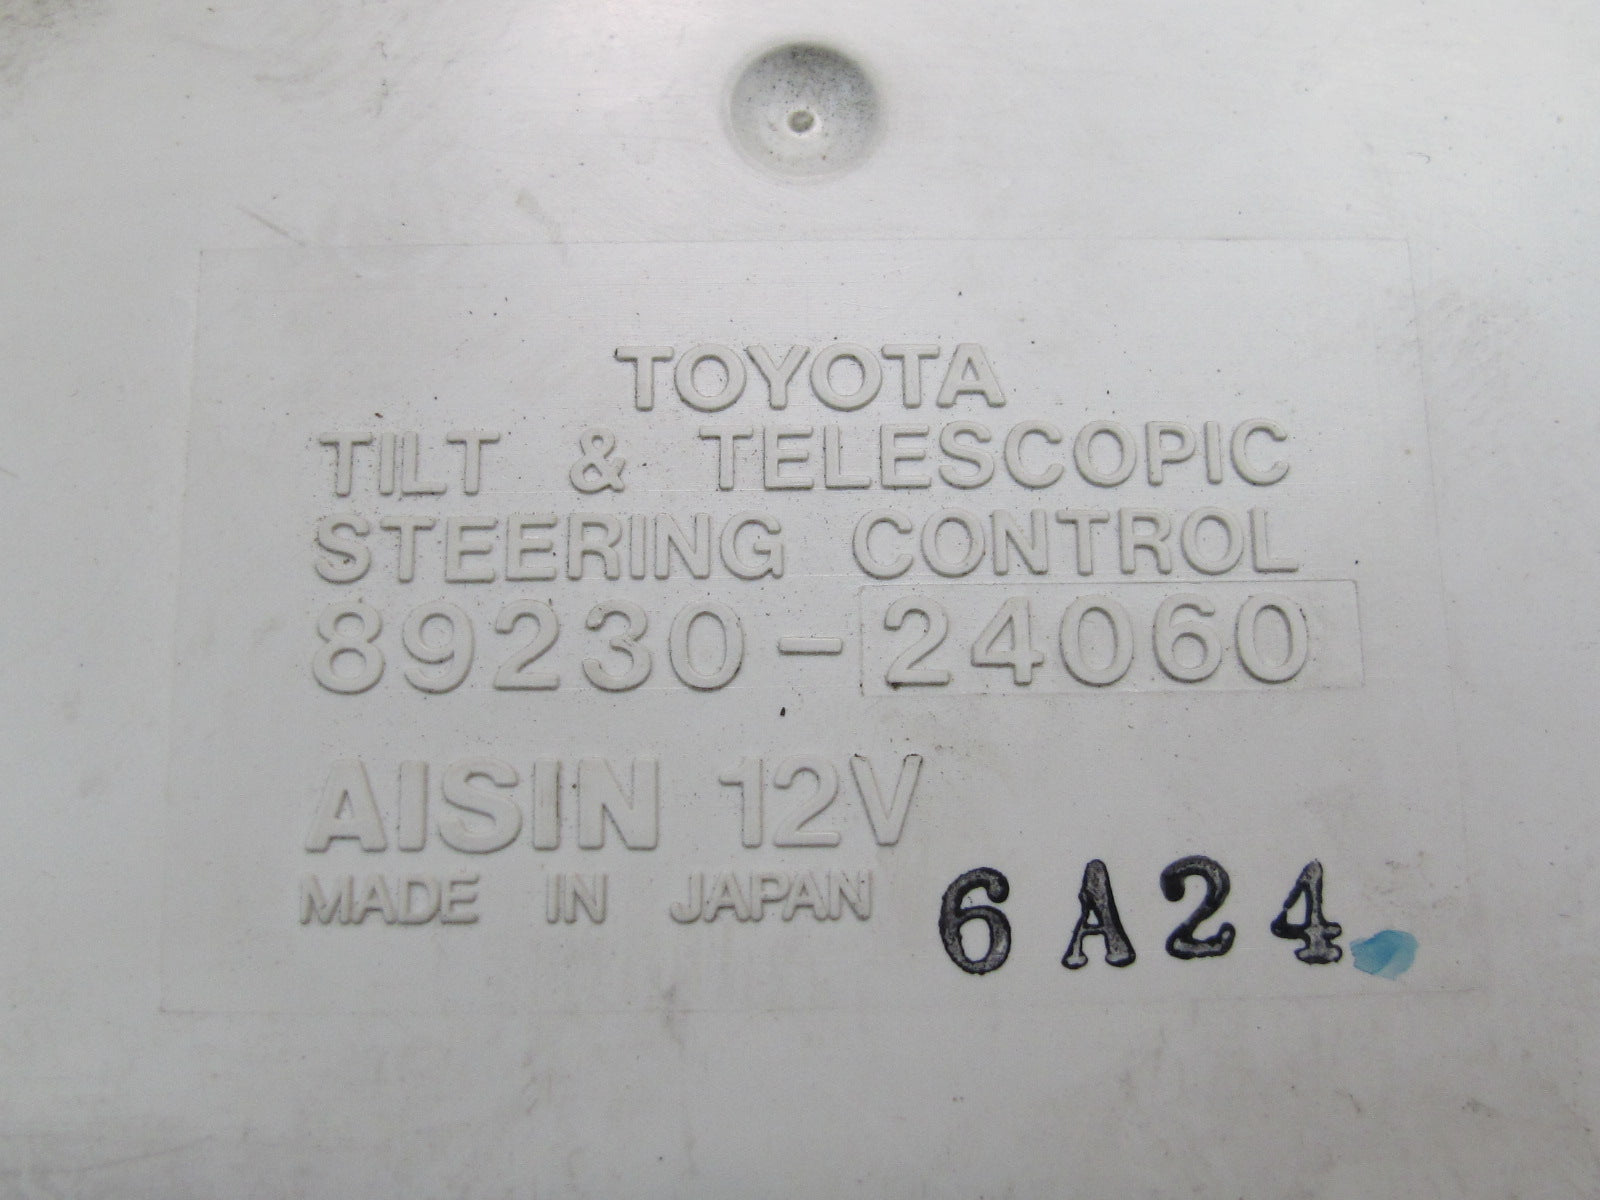 TOYOTA
TILT & TELESCOPIC
STEERING CONTROL
89230-24060
AISIN 12V
MADE IN JAPAN
6A24